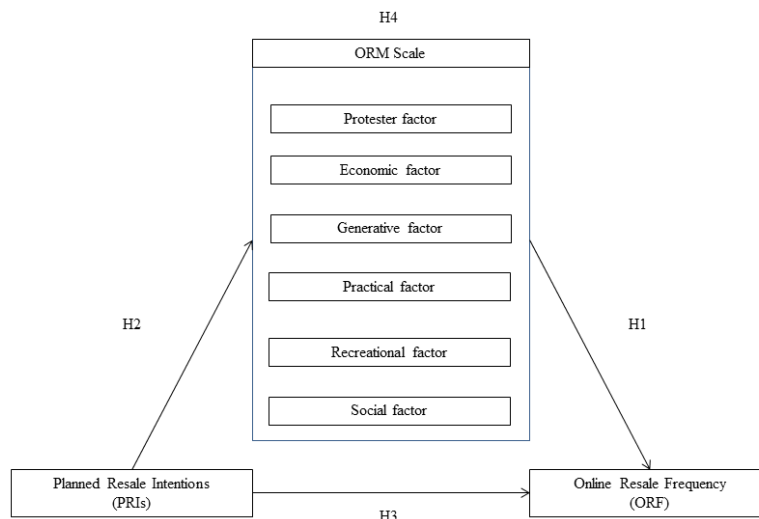 H4
ORM Scale
Protester factor
Economic factor
Generative factor
Practical factor
H2
H1
Recreational factor
Social factor
Planned Resale Intentions
(PRIs)
Online Resale Frequency
(ORF)
H3